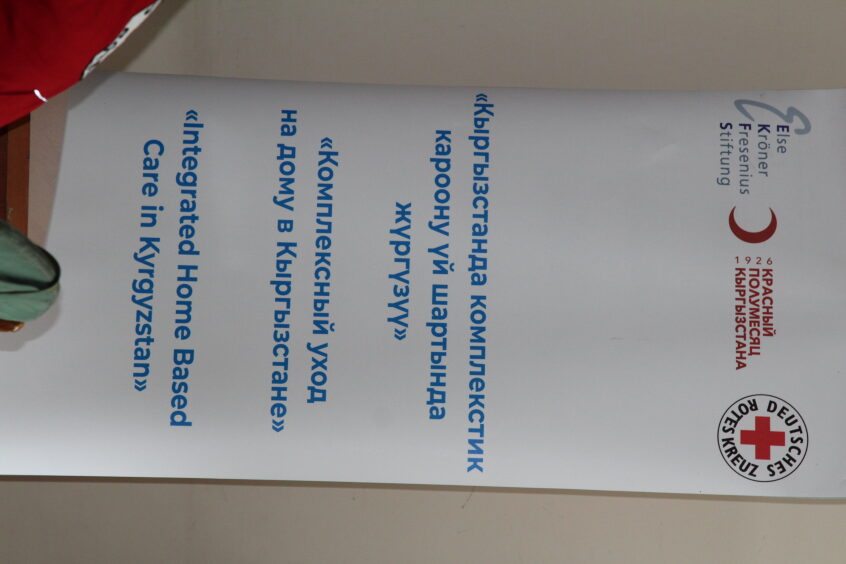 Else
Kröner
Fresenius
Stiftung
1926
КРАСНЫЙ
ПОЛУМЕСЯЦ
КЫРГЫЗСТАНА
DEUTSCHES
ROTES KREUZ
«Кыргызстанда комплекстик
кароону үй шартында
жүргүзүү»
«Комплексный уход
на дому в Кыргызстане»
«Integrated Home Based
Care in Kyrgyzstan»